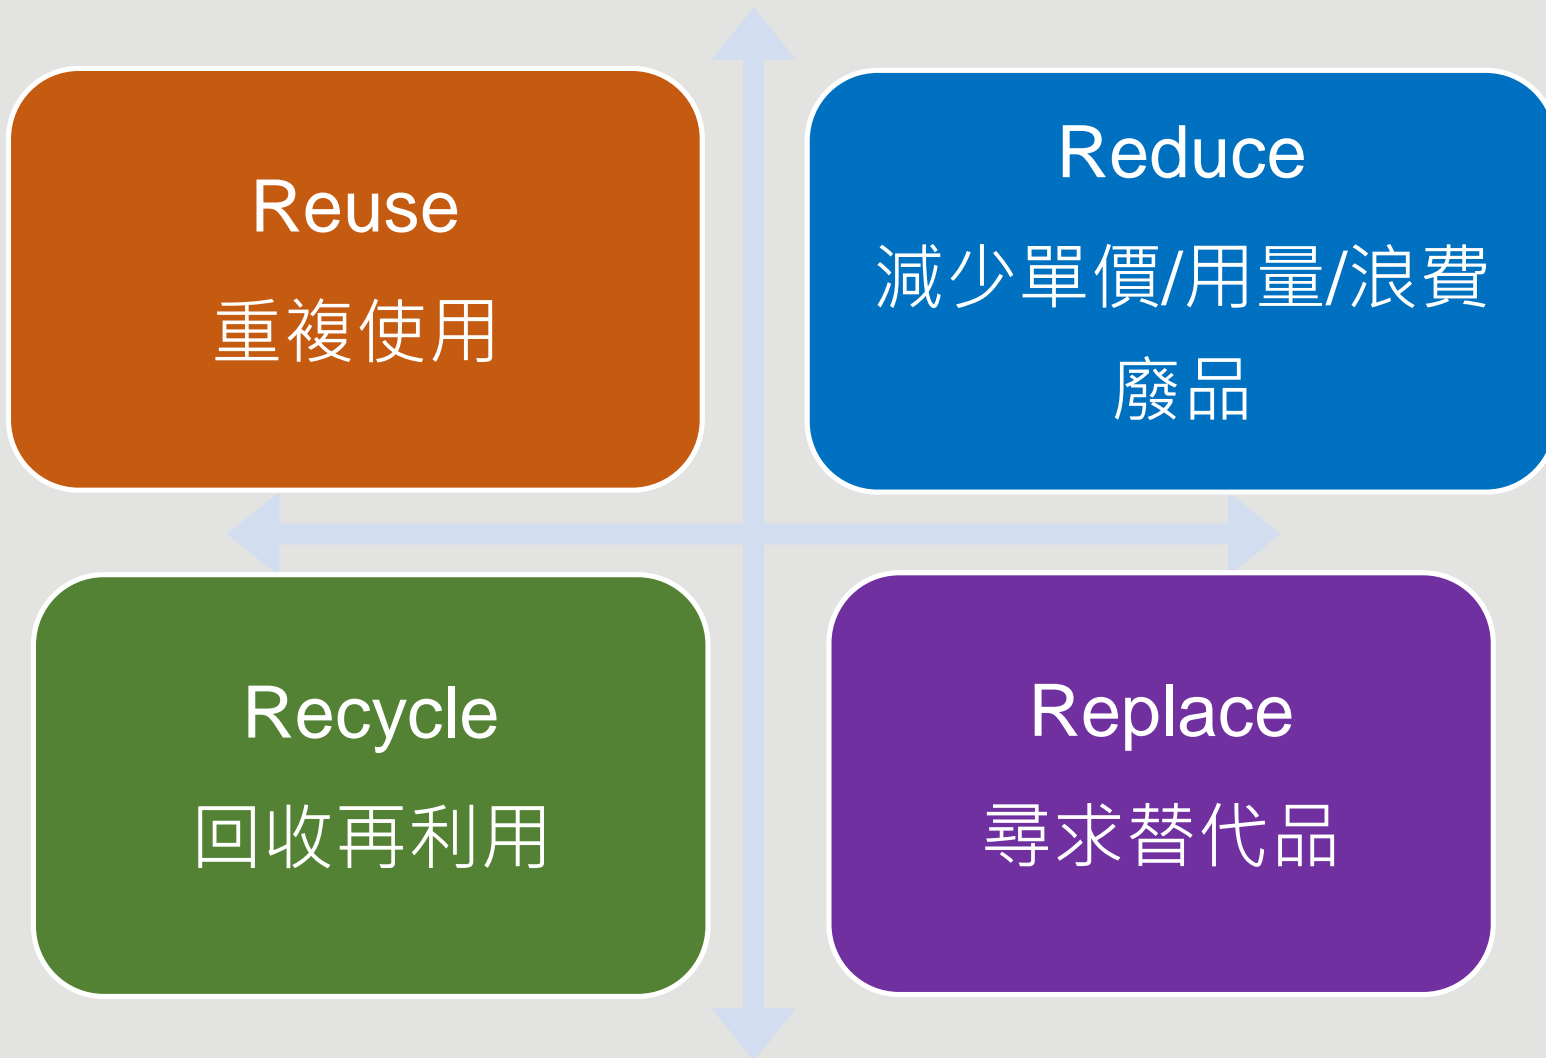 Reuse
重複使用
Reduce
減少單價/用量/浪費
廢品
Recycle
回收再利用
Replace
尋求替代品